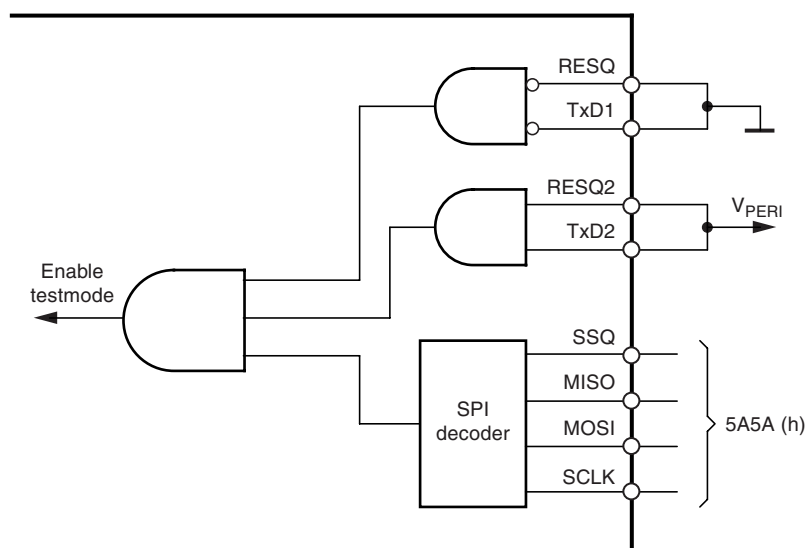 RESQ
TxD1
RESQ2
TxD2
VPERI
Enable
testmode
SSQ
MISO
SPI
decoder
MOSI
SCLK
5A5A (h)